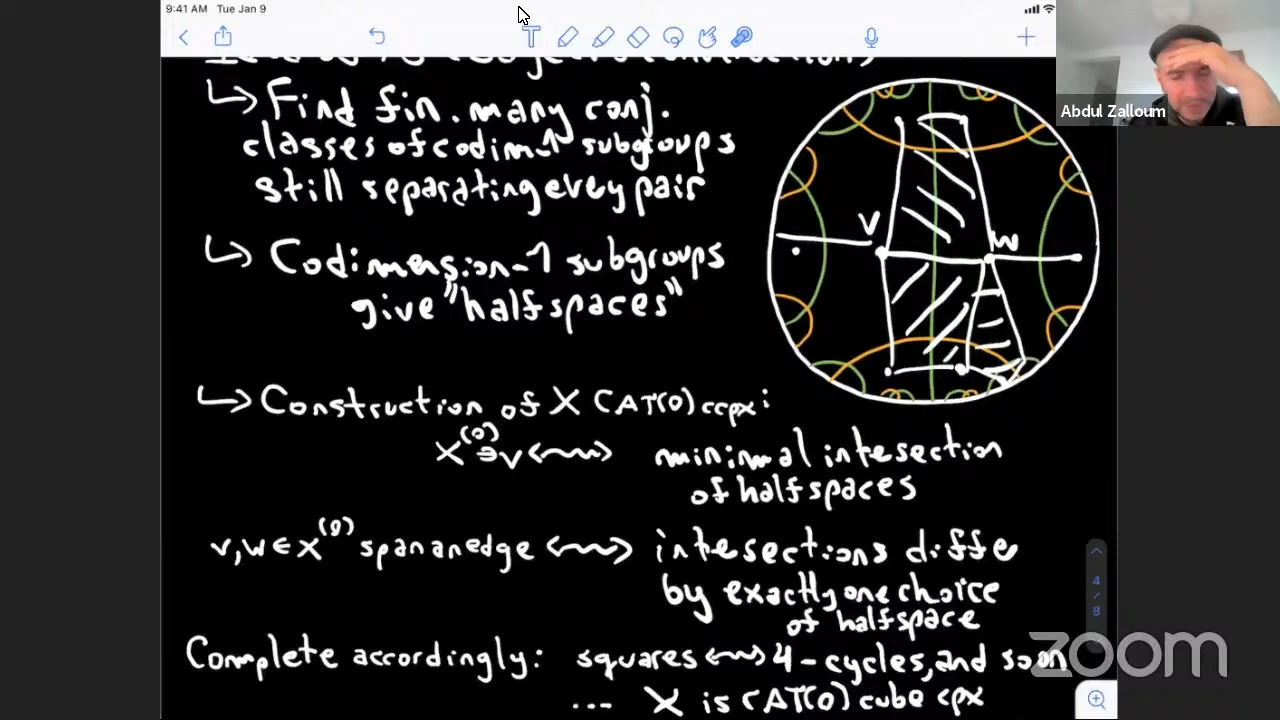 9:41 AM Tue Jan 9
Abdul Zalloum
↳ Find fin. many conj.
classes of codim-1 subgroups
still separating every pair
↳ Codimension-1 subgroups
give "halfspaces"
V
W
↳ Construction of X CAT(0) ccpx:
X^(0) ∋ v ⟿ minimal intesection
of halfspaces
v, w ∈ X^(0) span an edge ⟿ intesections diffe
by exactly one choice
of halfspace
4
8
Complete accordingly: squares ⟿ 4-cycles, and so on
... X is CAT(0) cube cpx
zoom